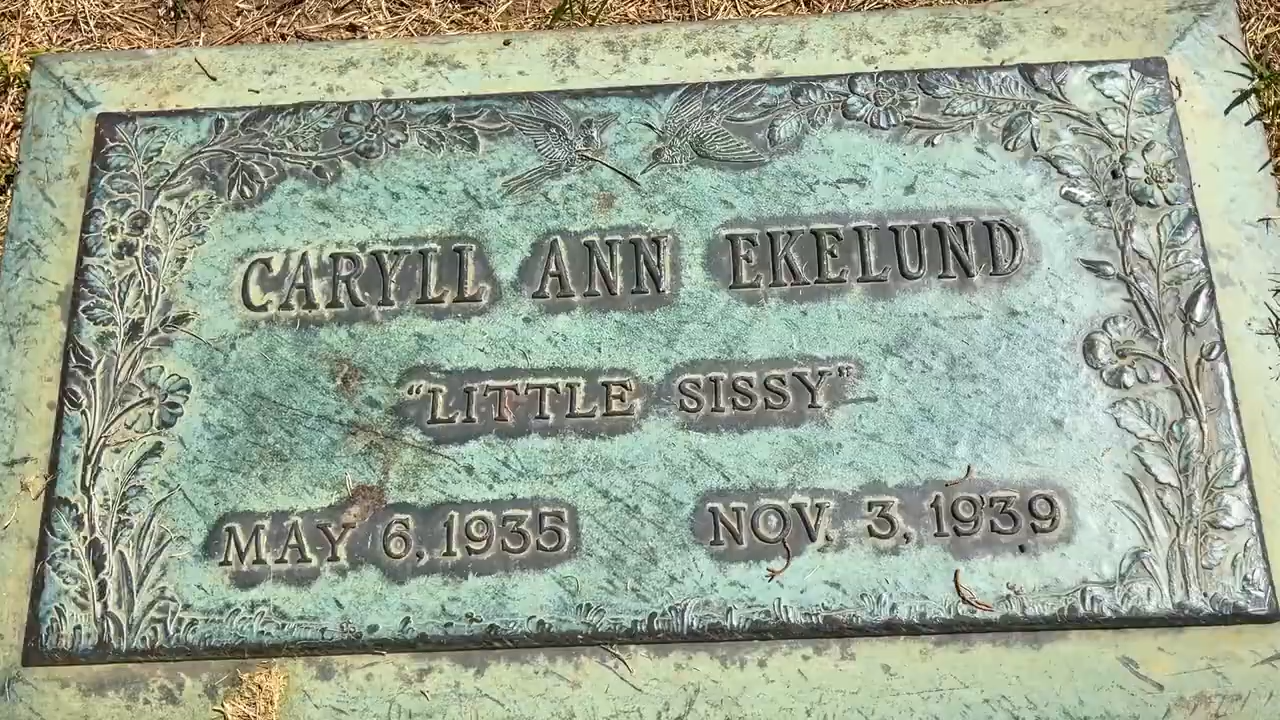 CARYLL ANN EKELUND
“LITTLE SISSY”
MAY 6, 1935 NOV. 3, 1939